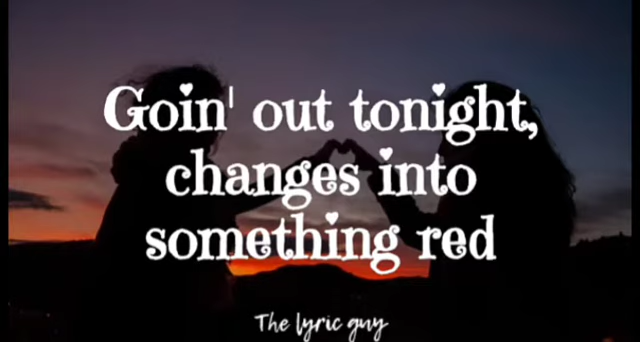 Goin' out tonight,
changes into
something red
The lyric guy